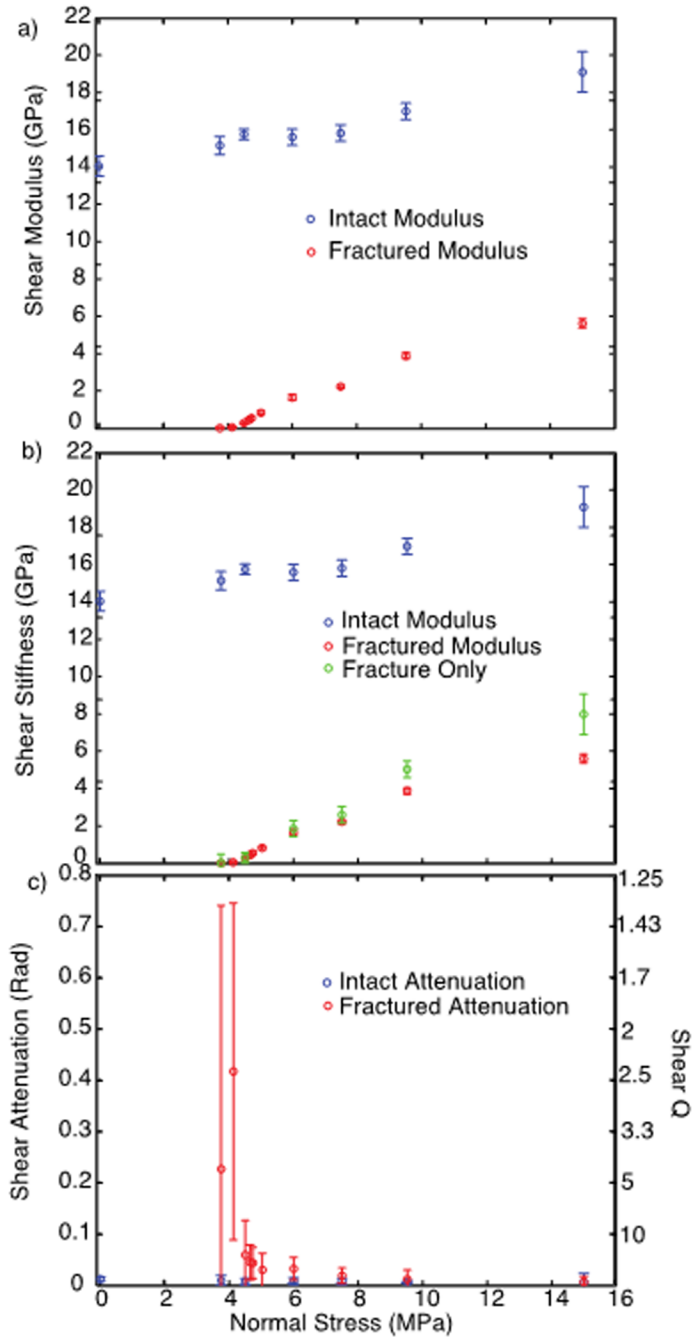 a)
22
20
18
16
14
12
10
8
6
4
2
0
Shear Modulus (GPa)
Intact Modulus
Fractured Modulus
b)
22
20
18
16
14
12
10
8
6
4
2
0
Shear Stiffness (GPa)
Intact Modulus
Fractured Modulus
Fracture Only
c)
0.8
0.7
0.6
0.5
0.4
0.3
0.2
0.1
0
Shear Attenuation (Rad)
Intact Attenuation
Fractured Attenuation
1.25
1.43
1.7
2
2.5
3.3
5
10
Shear Q
0 2 4 6 8 10 12 14 16
Normal Stress (MPa)